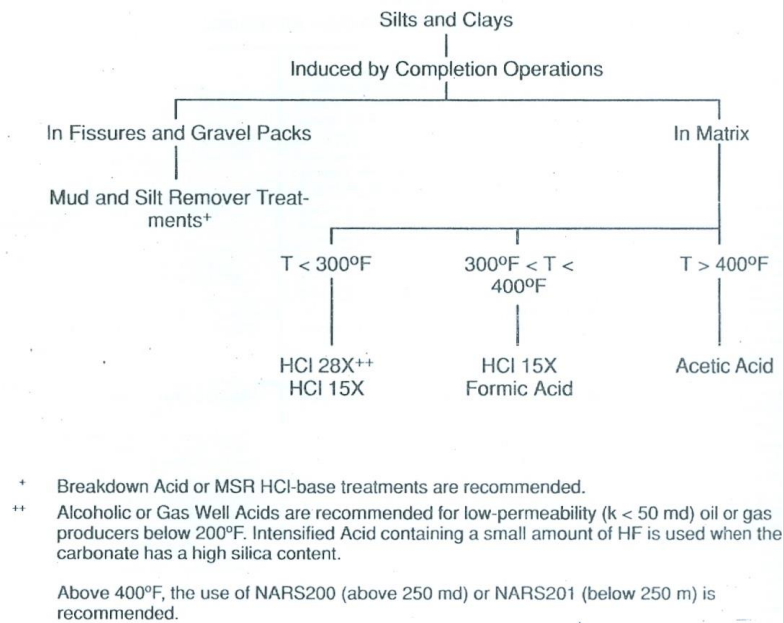 Silts and Clays
Induced by Completion Operations
In Fissures and Gravel Packs
In Matrix
Mud and Silt Remover Treat-
ments+
T < 300ºF
300ºF < T <
400ºF
T > 400ºF
HCl 28X++
HCl 15X
HCl 15X
Formic Acid
Acetic Acid
+ Breakdown Acid or MSR HCl-base treatments are recommended.
++ Alcoholic or Gas Well Acids are recommended for low-permeability (k < 50 md) oil or gas
producers below 200ºF. Intensified Acid containing a small amount of HF is used when the
carbonate has a high silica content.
Above 400ºF, the use of NARS200 (above 250 md) or NARS201 (below 250 m) is
recommended.